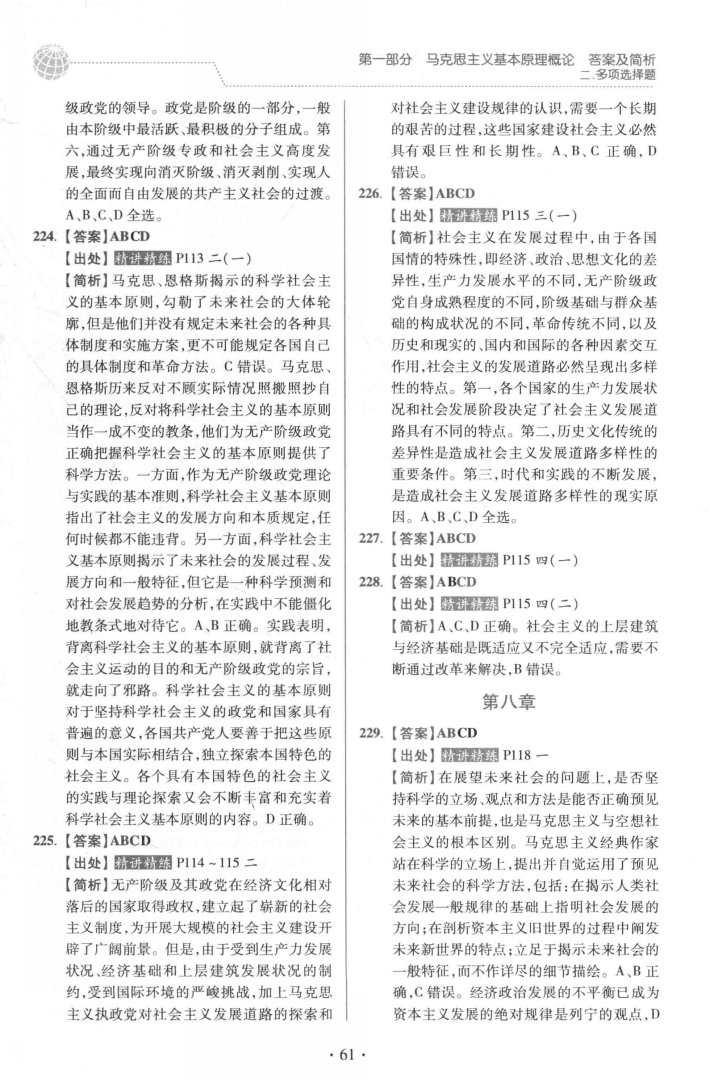 第一部分　马克思主义基本原理概论　答案及简析
二、多项选择题
级政党的领导。政党是阶级的一部分,一般
由本阶级中最活跃、最积极的分子组成。第
六,通过无产阶级专政和社会主义高度发
展,最终实现向消灭阶级、消灭剥削、实现人
的全面而自由发展的共产主义社会的过渡。
A、B、C、D 全选。
224.【答案】ABCD
【出处】精讲精练 P113 二(一)
【简析】马克思、恩格斯揭示的科学社会主
义的基本原则,勾勒了未来社会的大体轮
廓,但是他们并没有规定未来社会的各种具
体制度和实施方案,更不可能规定各国自己
的具体制度和革命方法。C 错误。马克思、
恩格斯历来反对不顾实际情况照搬照抄自
己的理论,反对将科学社会主义的基本原则
当作一成不变的教条,他们为无产阶级政党
正确把握科学社会主义的基本原则提供了
科学方法。一方面,作为无产阶级政党理论
与实践的基本准则,科学社会主义基本原则
指出了社会主义的发展方向和本质规定,任
何时候都不能违背。另一方面,科学社会主
义基本原则揭示了未来社会的发展过程、发
展方向和一般特征,但它是一种科学预测和
对社会发展趋势的分析,在实践中不能僵化
地教条式地对待它。A、B 正确。实践表明,
背离科学社会主义的基本原则,就背离了社
会主义运动的目的和无产阶级政党的宗旨,
就走向了邪路。科学社会主义的基本原则
对于坚持科学社会主义的政党和国家具有
普遍的意义,各国共产党人要善于把这些原
则与本国实际相结合,独立探索本国特色的
社会主义。各个具有本国特色的社会主义
的实践与理论探索又会不断丰富和充实着
科学社会主义基本原则的内容。D 正确。
225.【答案】ABCD
【出处】精讲精练 P114~115 二
【简析】无产阶级及其政党在经济文化相对
落后的国家取得政权,建立起了崭新的社会
主义制度,为开展大规模的社会主义建设开
辟了广阔前景。但是,由于受到生产力发展
状况、经济基础和上层建筑发展状况的制
约,受到国际环境的严峻挑战,加上马克思
主义执政党对社会主义发展道路的探索和
对社会主义建设规律的认识,需要一个长期
的艰苦的过程,这些国家建设社会主义必然
具有艰巨性和长期性。A、B、C 正确,D
错误。
226.【答案】ABCD
【出处】精讲精练 P115 三(一)
【简析】社会主义在发展过程中,由于各国
国情的特殊性,即经济、政治、思想文化的差
异性,生产力发展水平的不同,无产阶级政
党自身成熟程度的不同,阶级基础与群众基
础的构成状况的不同,革命传统不同,以及
历史和现实的、国内和国际的各种因素交互
作用,社会主义的发展道路必然呈现出多样
性的特点。第一,各个国家的生产力发展状
况和社会发展阶段决定了社会主义发展道
路具有不同的特点。第二,历史文化传统的
差异性是造成社会主义发展道路多样性的
重要条件。第三,时代和实践的不断发展,
是造成社会主义发展道路多样性的现实原
因。A、B、C、D 全选。
227.【答案】ABCD
【出处】精讲精练 P115 四(一)
228.【答案】ABCD
【出处】精讲精练 P115 四(二)
【简析】A、C、D 正确。社会主义的上层建筑
与经济基础是既适应又不完全适应,需要不
断通过改革来解决,B 错误。
第八章
229.【答案】ABCD
【出处】精讲精练 P118 一
【简析】在展望未来社会的问题上,是否坚
持科学的立场、观点和方法是能否正确预见
未来的基本前提,也是马克思主义与空想社
会主义的根本区别。马克思主义经典作家
站在科学的立场上,提出并自觉运用了预见
未来社会的科学方法,包括:在揭示人类社
会发展一般规律的基础上指明社会发展的
方向;在剖析资本主义旧世界的过程中阐发
未来新世界的特点;立足于揭示未来社会的
一般特征,而不作详尽的细节描绘。A、B 正
确,C 错误。经济政治发展的不平衡已成为
资本主义发展的绝对规律是列宁的观点,D
·61·